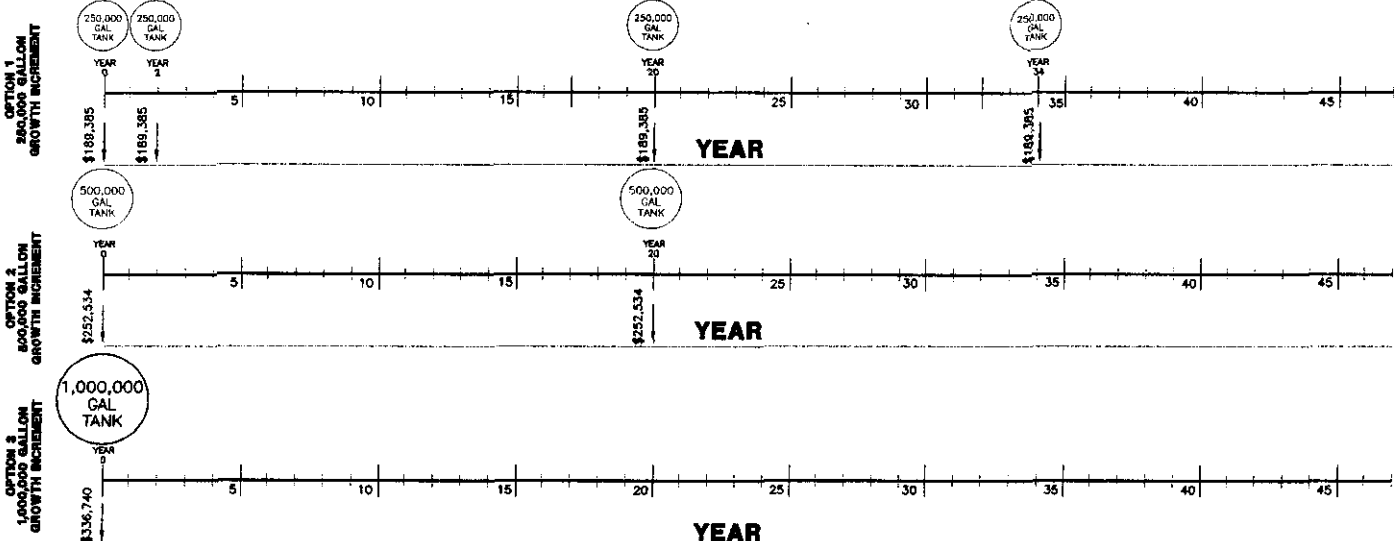 OPTION 1
250,000 GALLON
GROWTH INCREMENT
250,000
GAL
TANK
250,000
GAL
TANK
250,000
GAL
TANK
250,000
GAL
TANK
YEAR
0
YEAR
2
YEAR
20
YEAR
34
5
10
15
25
30
35
40
45
$189,385
$189,385
$189,385
$189,385
YEAR
OPTION 2
500,000 GALLON
GROWTH INCREMENT
500,000
GAL
TANK
500,000
GAL
TANK
YEAR
0
YEAR
20
5
10
15
25
30
35
40
45
$252,534
$252,534
YEAR
OPTION 3
1,000,000 GALLON
GROWTH INCREMENT
1,000,000
GAL
TANK
YEAR
0
5
10
15
20
25
30
35
40
45
$336,740
YEAR